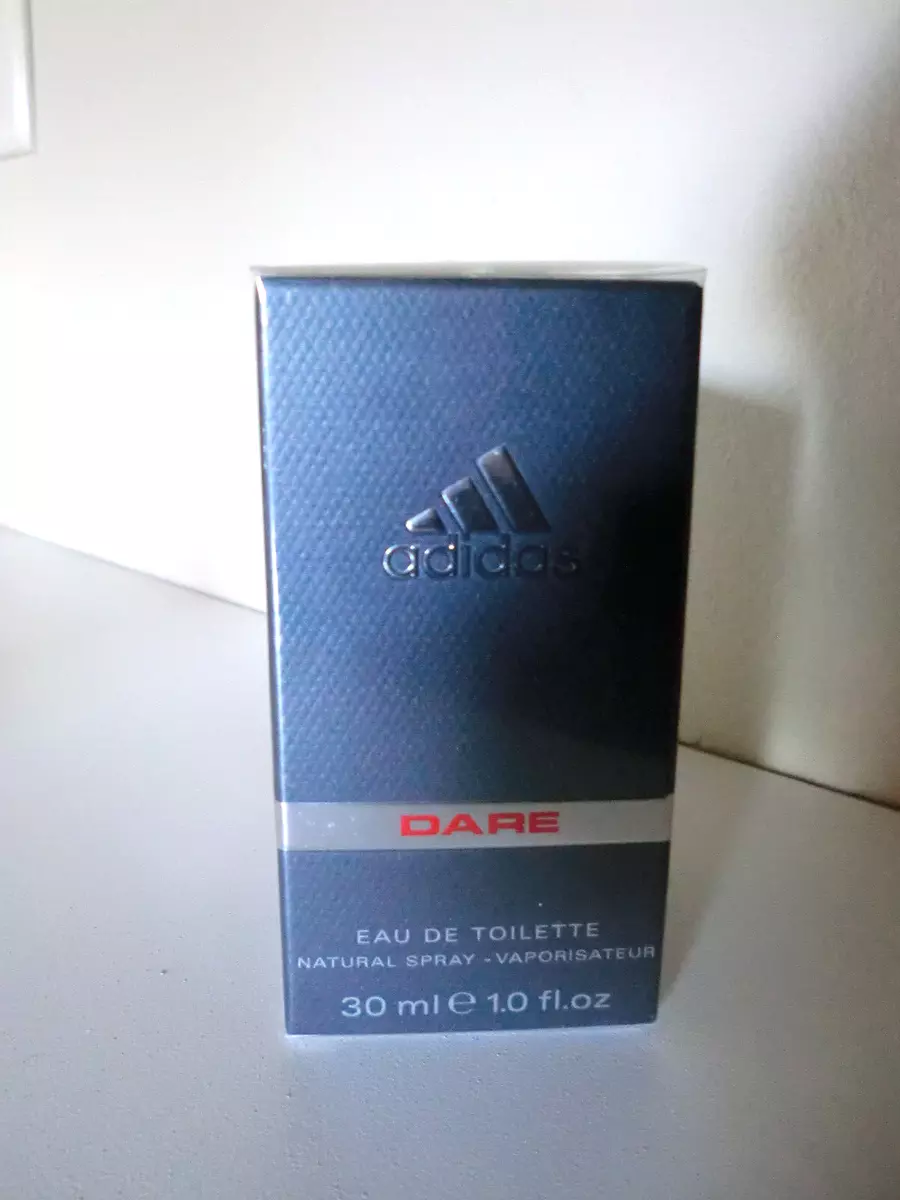 adidas
DARE
EAU DE TOILETTE
NATURAL SPRAY - VAPORISATEUR
30 ml ℮ 1.0 fl.oz